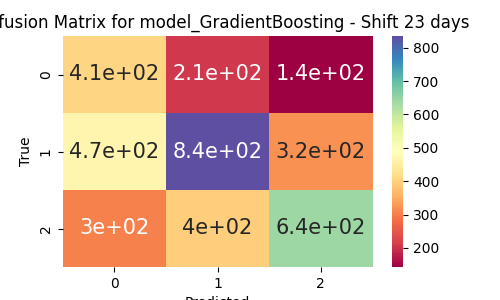 fusion Matrix for model_GradientBoosting - Shift 23 days
0 4.1e+02 2.1e+02 1.4e+02
1 4.7e+02 8.4e+02 3.2e+02
2 3e+02 4e+02 6.4e+02
True
0 1 2
Predicted
800
700
600
500
400
300
200